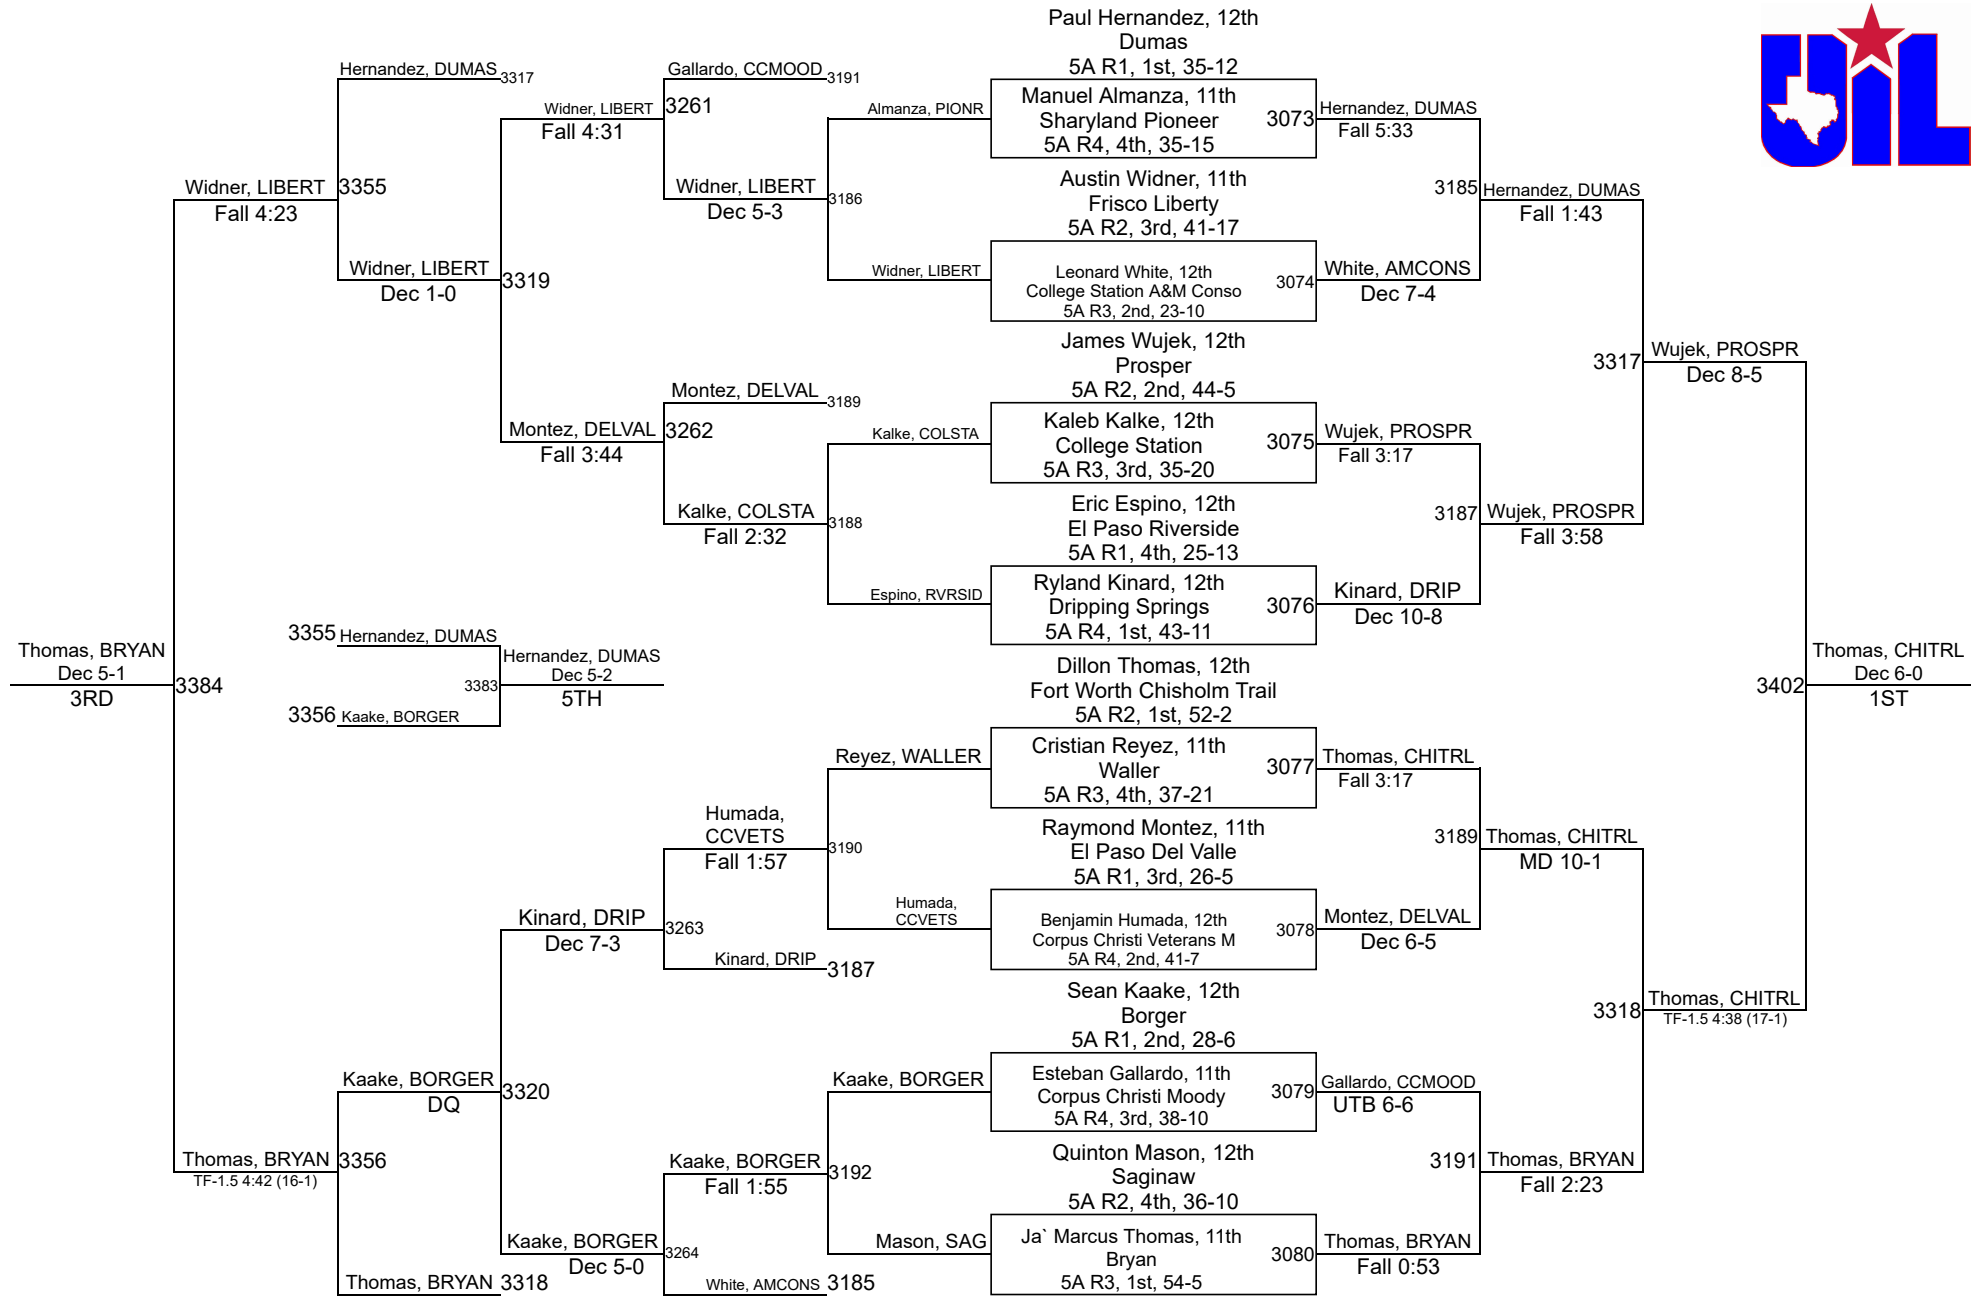 Paul Hernandez, 12th
Dumas
5A R1, 1st, 35-12
UIL
Hernandez, DUMAS 3317
Gallardo, CCMOOD 3191
Widner, LIBERT 3261
Fall 4:31
Almanza, PIONR
Manuel Almanza, 11th
Sharyland Pioneer
5A R4, 4th, 35-15
3073
Hernandez, DUMAS
Fall 5:33
Widner, LIBERT 3355
Fall 4:23
Widner, LIBERT
Dec 5-3
3186
Austin Widner, 11th
Frisco Liberty
5A R2, 3rd, 41-17
3185
Hernandez, DUMAS
Fall 1:43
Widner, LIBERT 3319
Dec 1-0
Widner, LIBERT
Leonard White, 12th
College Station A&M Conso
5A R3, 2nd, 23-10
3074
White, AMCONS
Dec 7-4
James Wujek, 12th
Prosper
5A R2, 2nd, 44-5
3317
Wujek, PROSPR
Dec 8-5
Montez, DELVAL 3189
Montez, DELVAL 3262
Fall 3:44
Kalke, COLSTA
Kaleb Kalke, 12th
College Station
5A R3, 3rd, 35-20
3075
Wujek, PROSPR
Fall 3:17
Kalke, COLSTA 3188
Fall 2:32
Eric Espino, 12th
El Paso Riverside
5A R1, 4th, 25-13
3187
Wujek, PROSPR
Fall 3:58
Espino, RVRSID
Ryland Kinard, 12th
Dripping Springs
5A R4, 1st, 43-11
3076
Kinard, DRIP
Dec 10-8
Thomas, BRYAN
Dec 5-1
3RD
3384
3355 Hernandez, DUMAS
3383
Hernandez, DUMAS
Dec 5-2
5TH
3356 Kaake, BORGER
Dillon Thomas, 12th
Fort Worth Chisholm Trail
5A R2, 1st, 52-2
3402
Thomas, CHITRL
Dec 6-0
1ST
Reyez, WALLER
Cristian Reyez, 11th
Waller
5A R3, 4th, 37-21
3077
Thomas, CHITRL
Fall 3:17
Humada,
CCVETS
Fall 1:57
3190
Raymond Montez, 11th
El Paso Del Valle
5A R1, 3rd, 26-5
3189
Thomas, CHITRL
MD 10-1
Kinard, DRIP
Dec 7-3
3263
Humada,
CCVETS
Benjamin Humada, 12th
Corpus Christi Veterans M
5A R4, 2nd, 41-7
3078
Montez, DELVAL
Dec 6-5
Kinard, DRIP 3187
Sean Kaake, 12th
Borger
5A R1, 2nd, 28-6
3318
Thomas, CHITRL
TF-1.5 4:38 (17-1)
Kaake, BORGER 3320
DQ
Kaake, BORGER
Esteban Gallardo, 11th
Corpus Christi Moody
5A R4, 3rd, 38-10
3079
Gallardo, CCMOOD
UTB 6-6
Thomas, BRYAN 3356
TF-1.5 4:42 (16-1)
Kaake, BORGER 3192
Fall 1:55
Quinton Mason, 12th
Saginaw
5A R2, 4th, 36-10
3191
Thomas, BRYAN
Fall 2:23
Kaake, BORGER 3264
Dec 5-0
Mason, SAG
Ja` Marcus Thomas, 11th
Bryan
5A R3, 1st, 54-5
3080
Thomas, BRYAN
Fall 0:53
Thomas, BRYAN 3318
White, AMCONS 3185